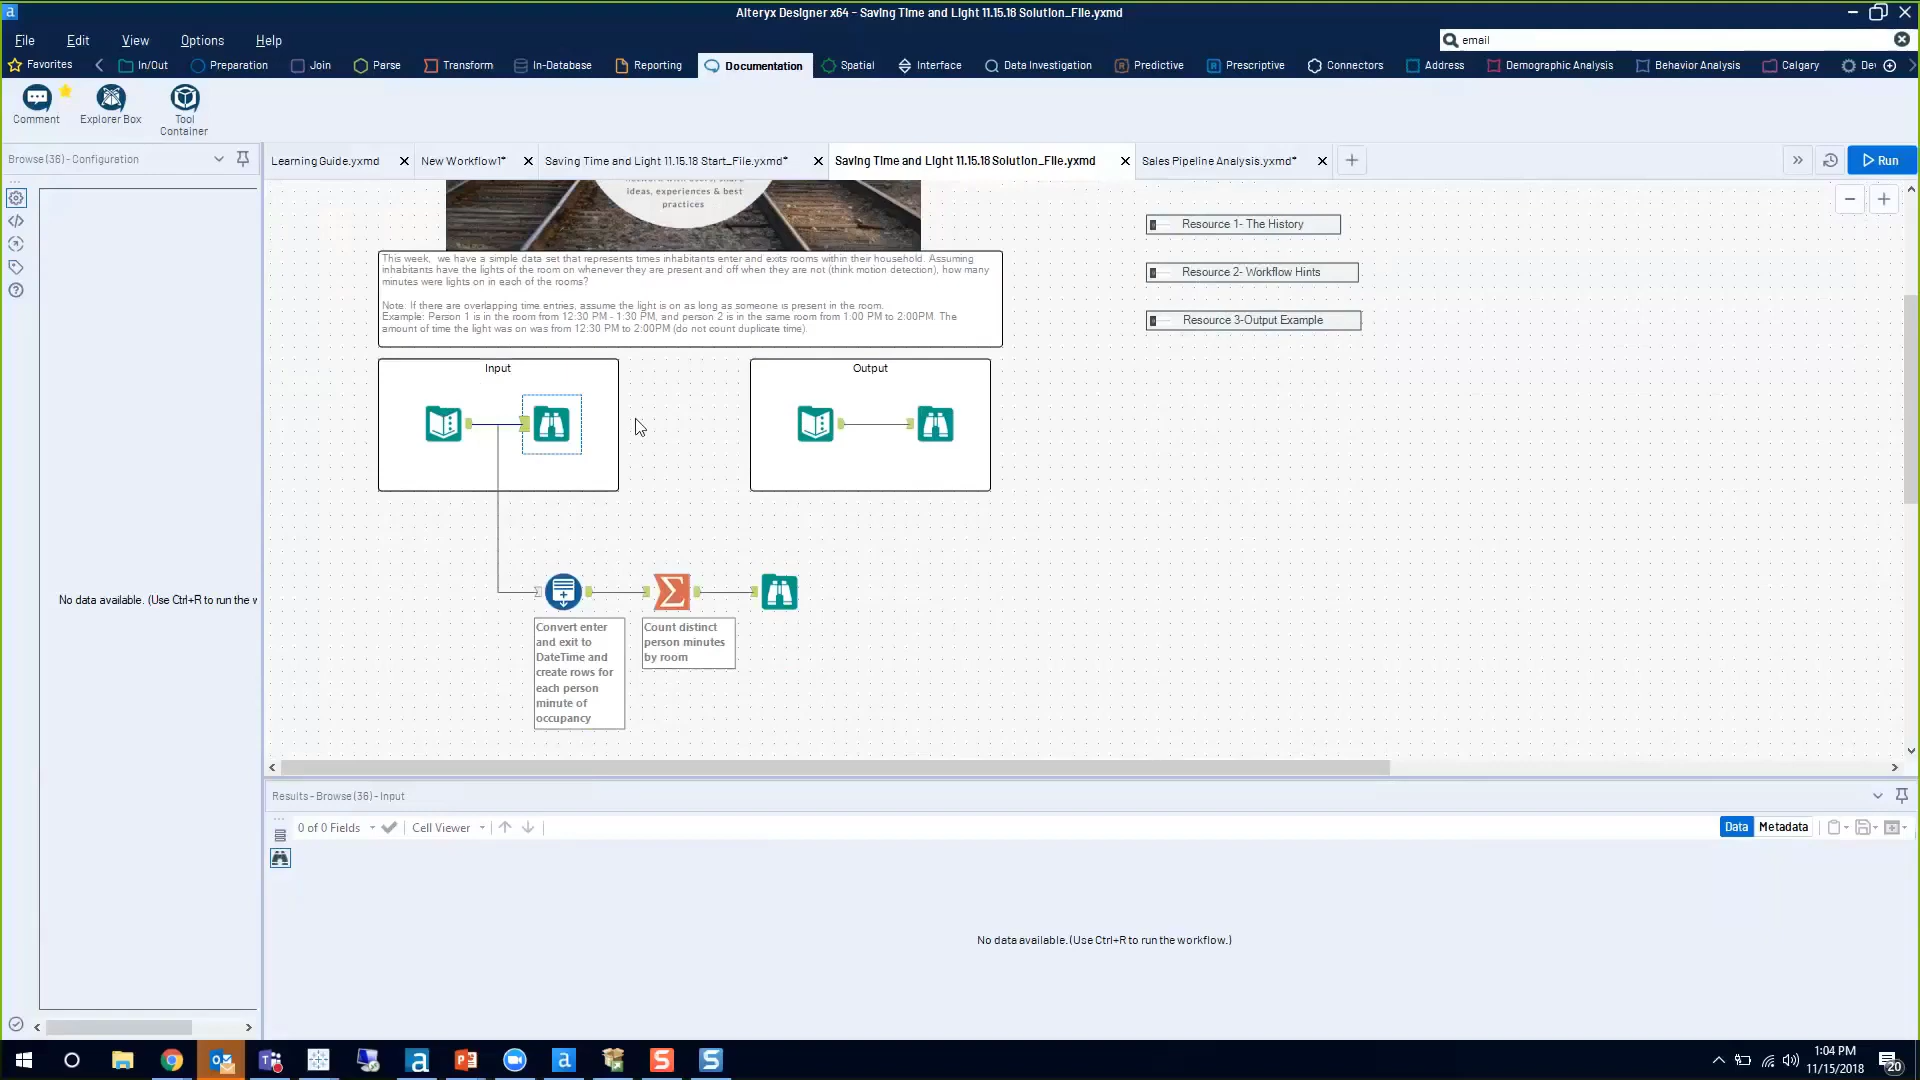 Alteryx Designer x64 - Saving Time and Light 11.15.18 Solution_File.yxmd
File Edit View Options Help
email
Favorites In/Out Preparation Join Parse Transform In-Database Reporting Documentation Spatial Interface Data Investigation Predictive Prescriptive Connectors Address Demographic Analysis Behavior Analysis Calgary De
Comment Explorer Box Tool
Container
Browse (36) - Configuration
Learning Guide.yxmd New Workflow1* Saving Time and Light 11.15.18 Start_File.yxmd* Saving Time and Light 11.15.18 Solution_File.yxmd Sales Pipeline Analysis.yxmd* Run
No data available. (Use Ctrl+R to run the w
ideas, experiences & best
practices
This week, we have a simple data set that represents times inhabitants enter and exits rooms within their household. Assuming
inhabitants have the lights of the room on whenever they are present and off when they are not (think motion detection), how many
minutes were lights on in each of the rooms?
Note: If there are overlapping time entries, assume the light is on as long as someone is present in the room.
Example: Person 1 is in the room from 12:30 PM - 1:30 PM, and person 2 is in the same room from 1:00 PM to 2:00PM. The
amount of time the light was on was from 12:30 PM to 2:00PM (do not count duplicate time).
Resource 1- The History
Resource 2- Workflow Hints
Resource 3-Output Example
Input
Output
Convert enter
and exit to
DateTime and
create rows for
each person
minute of
occupancy
Count distinct
person minutes
by room
Results - Browse (36) - Input
0 of 0 Fields Cell Viewer Data Metadata
No data available. (Use Ctrl+R to run the workflow.)
1:04 PM
11/15/2018
20